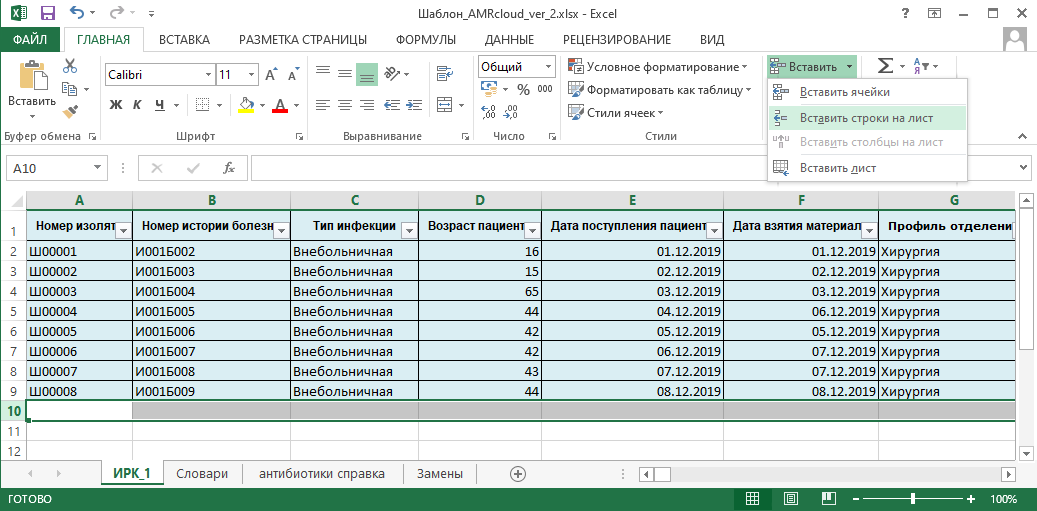 Шаблон_AMRcloud_ver_2.xlsx - Excel
ФАЙЛ ГЛАВНАЯ ВСТАВКА РАЗМЕТКА СТРАНИЦЫ ФОРМУЛЫ ДАННЫЕ РЕЦЕНЗИРОВАНИЕ ВИД
Вставить
Буфер обмена
Calibri 11
Ж К Ч
Шрифт
Выравнивание
Общий
% 000
Число
Условное форматирование
Форматировать как таблицу
Стили ячеек
Стили
Вставить
Вставить ячейки
Вставить строки на лист
Вставить столбцы на лист
Вставить лист
A10 fx
A B C D E F G
1 Номер изолят Номер истории болезн Тип инфекции Возраст пациент Дата поступления пациент Дата взятия материал Профиль отделени
2 Ш00001 И001Б002 Внебольничная 16 01.12.2019 01.12.2019 Хирургия
3 Ш00002 И001Б003 Внебольничная 15 02.12.2019 02.12.2019 Хирургия
4 Ш00003 И001Б004 Внебольничная 65 03.12.2019 03.12.2019 Хирургия
5 Ш00004 И001Б005 Внебольничная 44 04.12.2019 06.12.2019 Хирургия
6 Ш00005 И001Б006 Внебольничная 42 05.12.2019 05.12.2019 Хирургия
7 Ш00006 И001Б007 Внебольничная 42 06.12.2019 07.12.2019 Хирургия
8 Ш00007 И001Б008 Внебольничная 43 07.12.2019 07.12.2019 Хирургия
9 Ш00008 И001Б009 Внебольничная 44 08.12.2019 08.12.2019 Хирургия
10
11
12
ИРК_1 Словари антибиотики справка Замены
ГОТОВО 100%